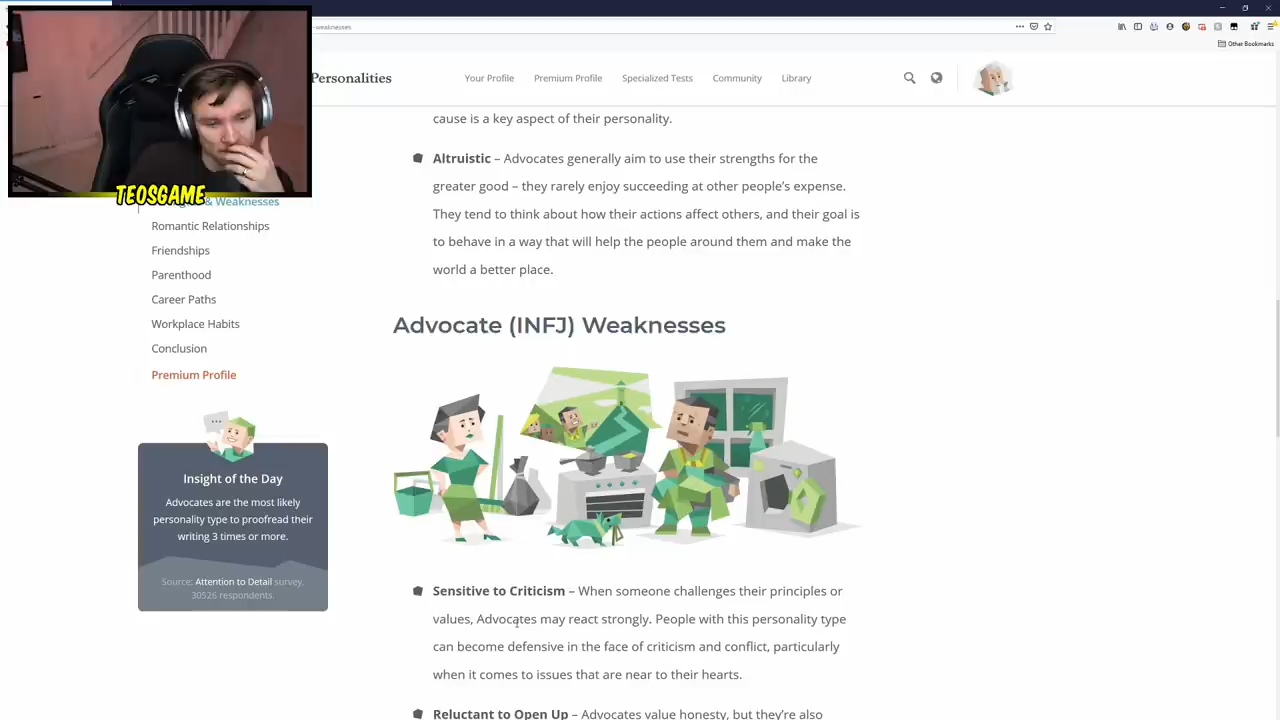 -weaknesses
Other Bookmarks
Personalities
Your Profile
Premium Profile
Specialized Tests
Community
Library
TEOSGAME
& Weaknesses
Romantic Relationships
Friendships
Parenthood
Career Paths
Workplace Habits
Conclusion
Premium Profile
Insight of the Day
Advocates are the most likely
personality type to proofread their
writing 3 times or more.
Source: Attention to Detail survey,
30526 respondents.
cause is a key aspect of their personality.
Altruistic – Advocates generally aim to use their strengths for the
greater good – they rarely enjoy succeeding at other people’s expense.
They tend to think about how their actions affect others, and their goal is
to behave in a way that will help the people around them and make the
world a better place.
Advocate (INFJ) Weaknesses
Sensitive to Criticism – When someone challenges their principles or
values, Advocates may react strongly. People with this personality type
can become defensive in the face of criticism and conflict, particularly
when it comes to issues that are near to their hearts.
Reluctant to Open Up – Advocates value honesty, but they’re also